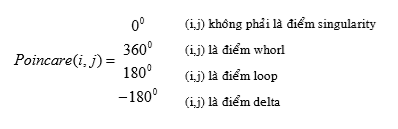 0⁰ (i,j) không phải là điểm singularity
360⁰ (i,j) là điểm whorl
Poincare(i, j) =
180⁰ (i,j) là điểm loop
−180⁰ (i,j) là điểm delta